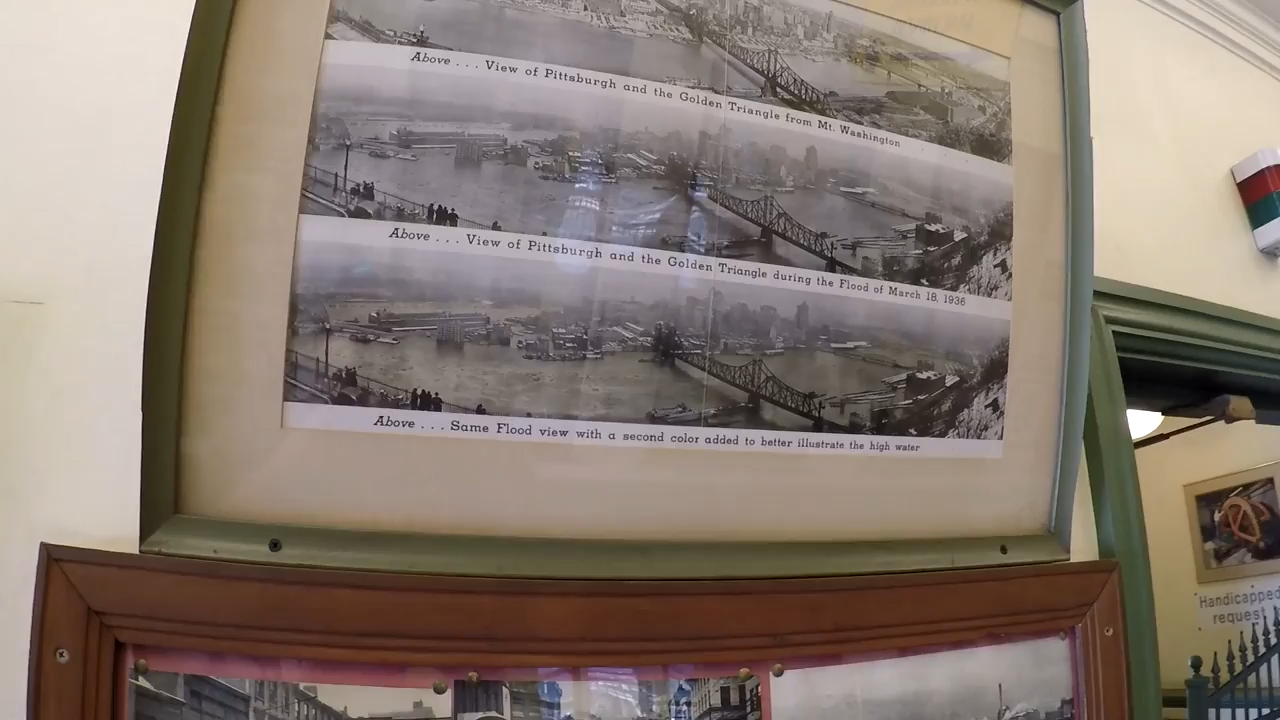 Above . . . View of Pittsburgh and the Golden Triangle from Mt. Washington
Above . . . View of Pittsburgh and the Golden Triangle during the Flood of March 18, 1936
Above . . . Same Flood view with a second color added to better illustrate the high water
Handicapped
request